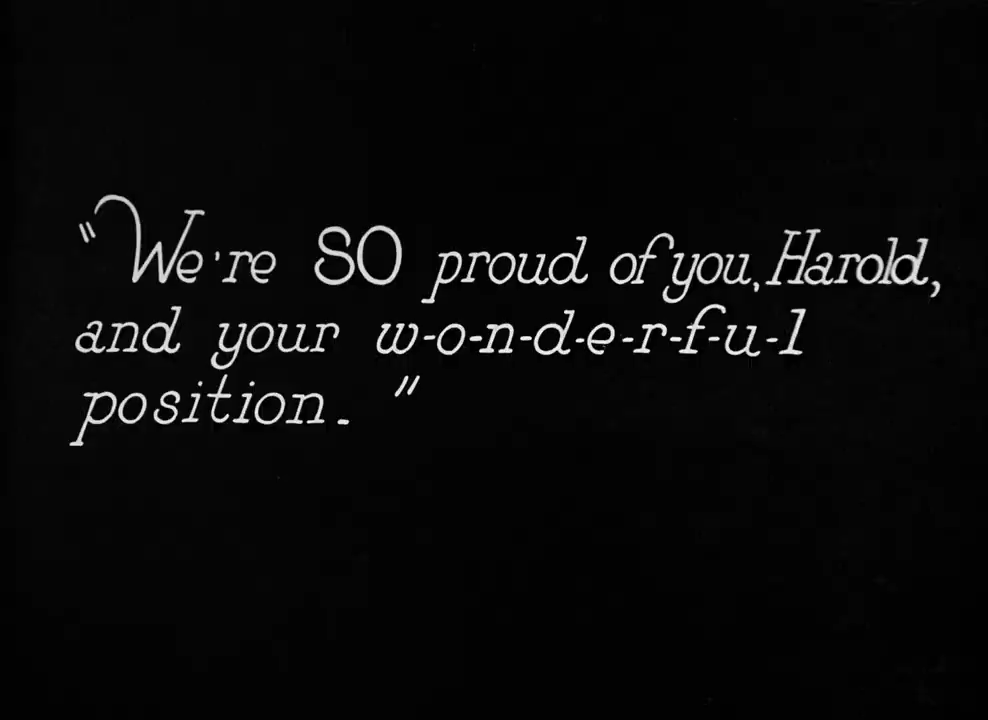 "We're SO proud of you, Harold,
and your w-o-n-d-e-r-f-u-l
position."